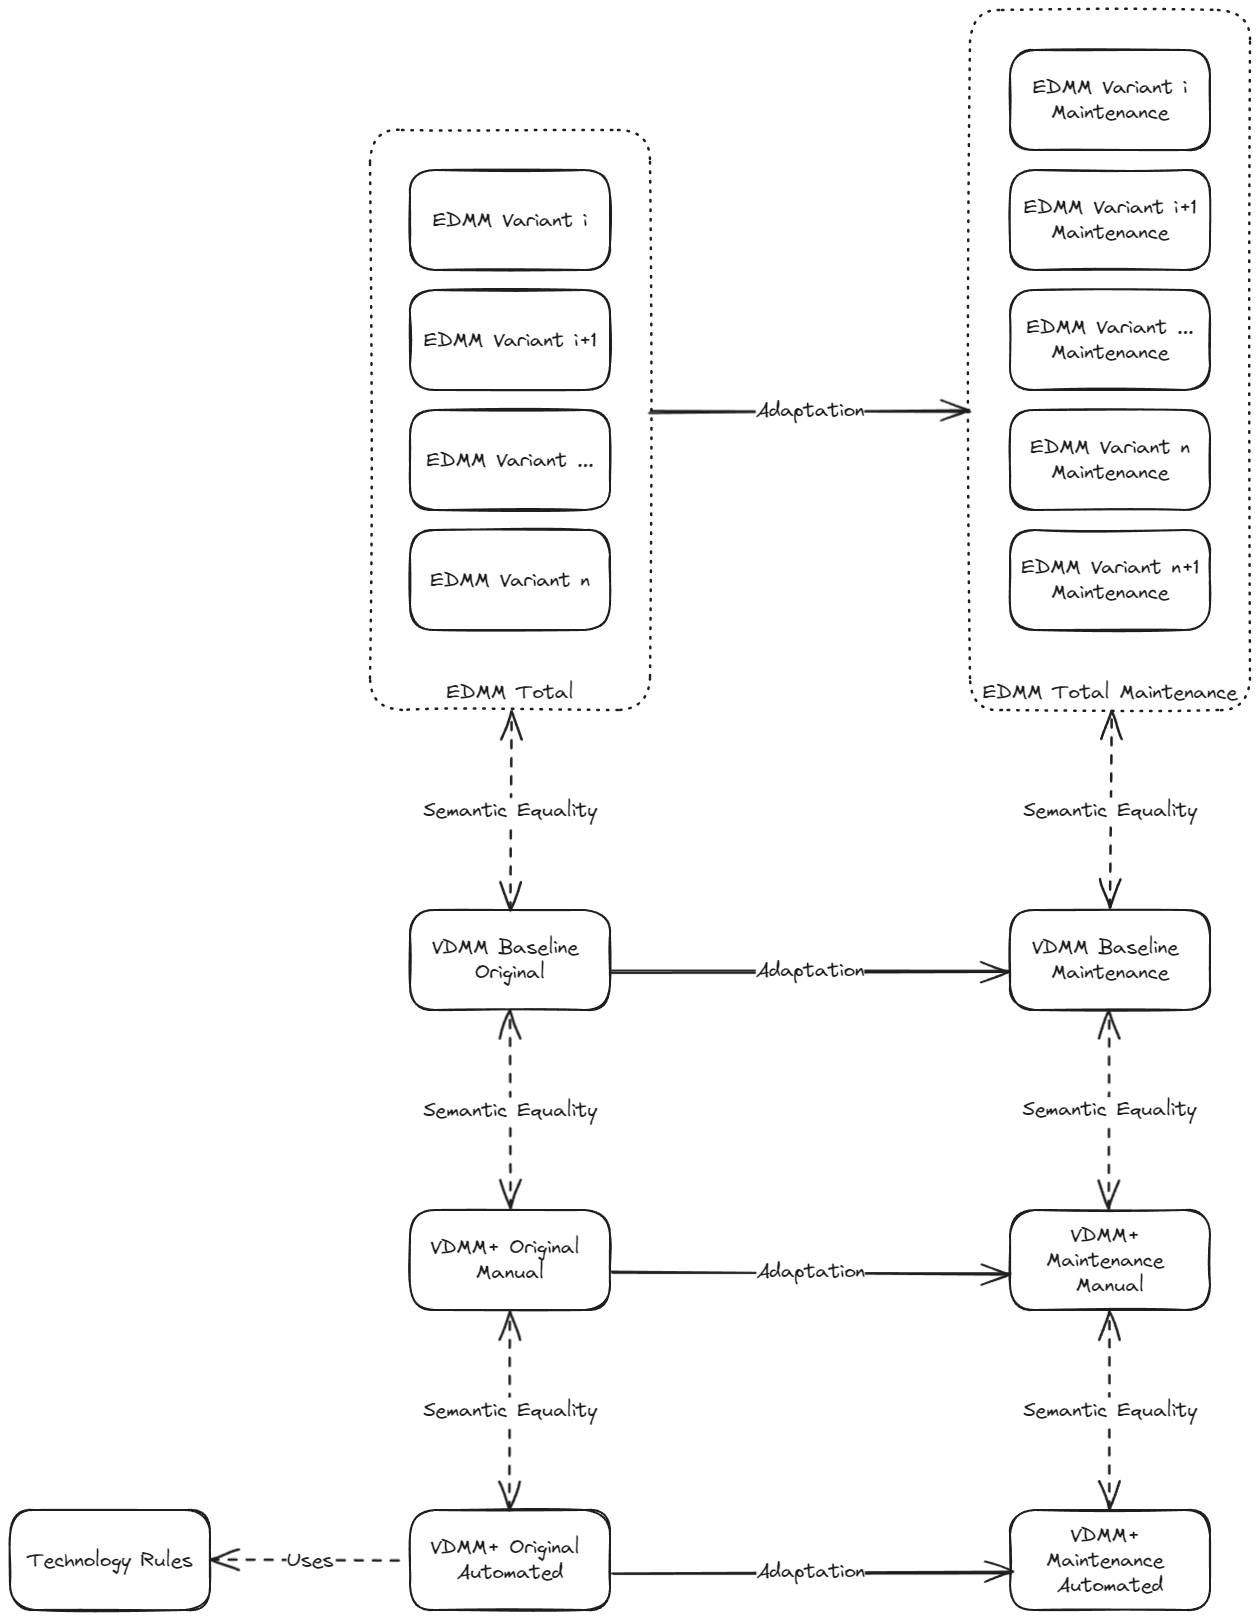 EDMM Variant i
Maintenance
EDMM Variant i
EDMM Variant i+1
Maintenance
EDMM Variant i+1
EDMM Variant ...
Maintenance
Adaptation
EDMM Variant ...
EDMM Variant n
Maintenance
EDMM Variant n
EDMM Variant n+1
Maintenance
EDMM Total
EDMM Total Maintenance
Semantic Equality
Semantic Equality
VDMM Baseline
Original
Adaptation
VDMM Baseline
Maintenance
Semantic Equality
Semantic Equality
VDMM+ Original
Manual
Adaptation
VDMM+
Maintenance
Manual
Semantic Equality
Semantic Equality
Technology Rules
Uses
VDMM+ Original
Automated
Adaptation
VDMM+
Maintenance
Automated